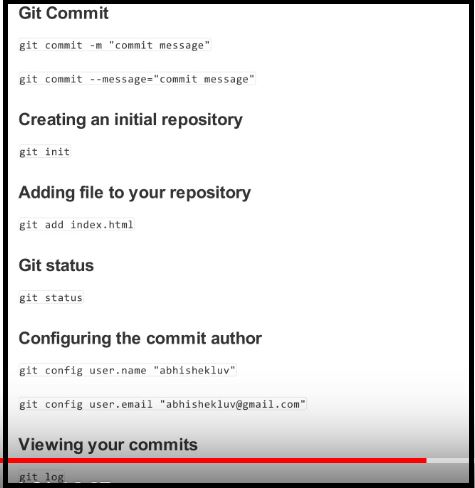 Git Commit
git commit -m "commit message"
git commit --message="commit message"
Creating an initial repository
git init
Adding file to your repository
git add index.html
Git status
git status
Configuring the commit author
git config user.name "abhishekluv"
git config user.email "abhishekluv@gmail.com"
Viewing your commits
git log